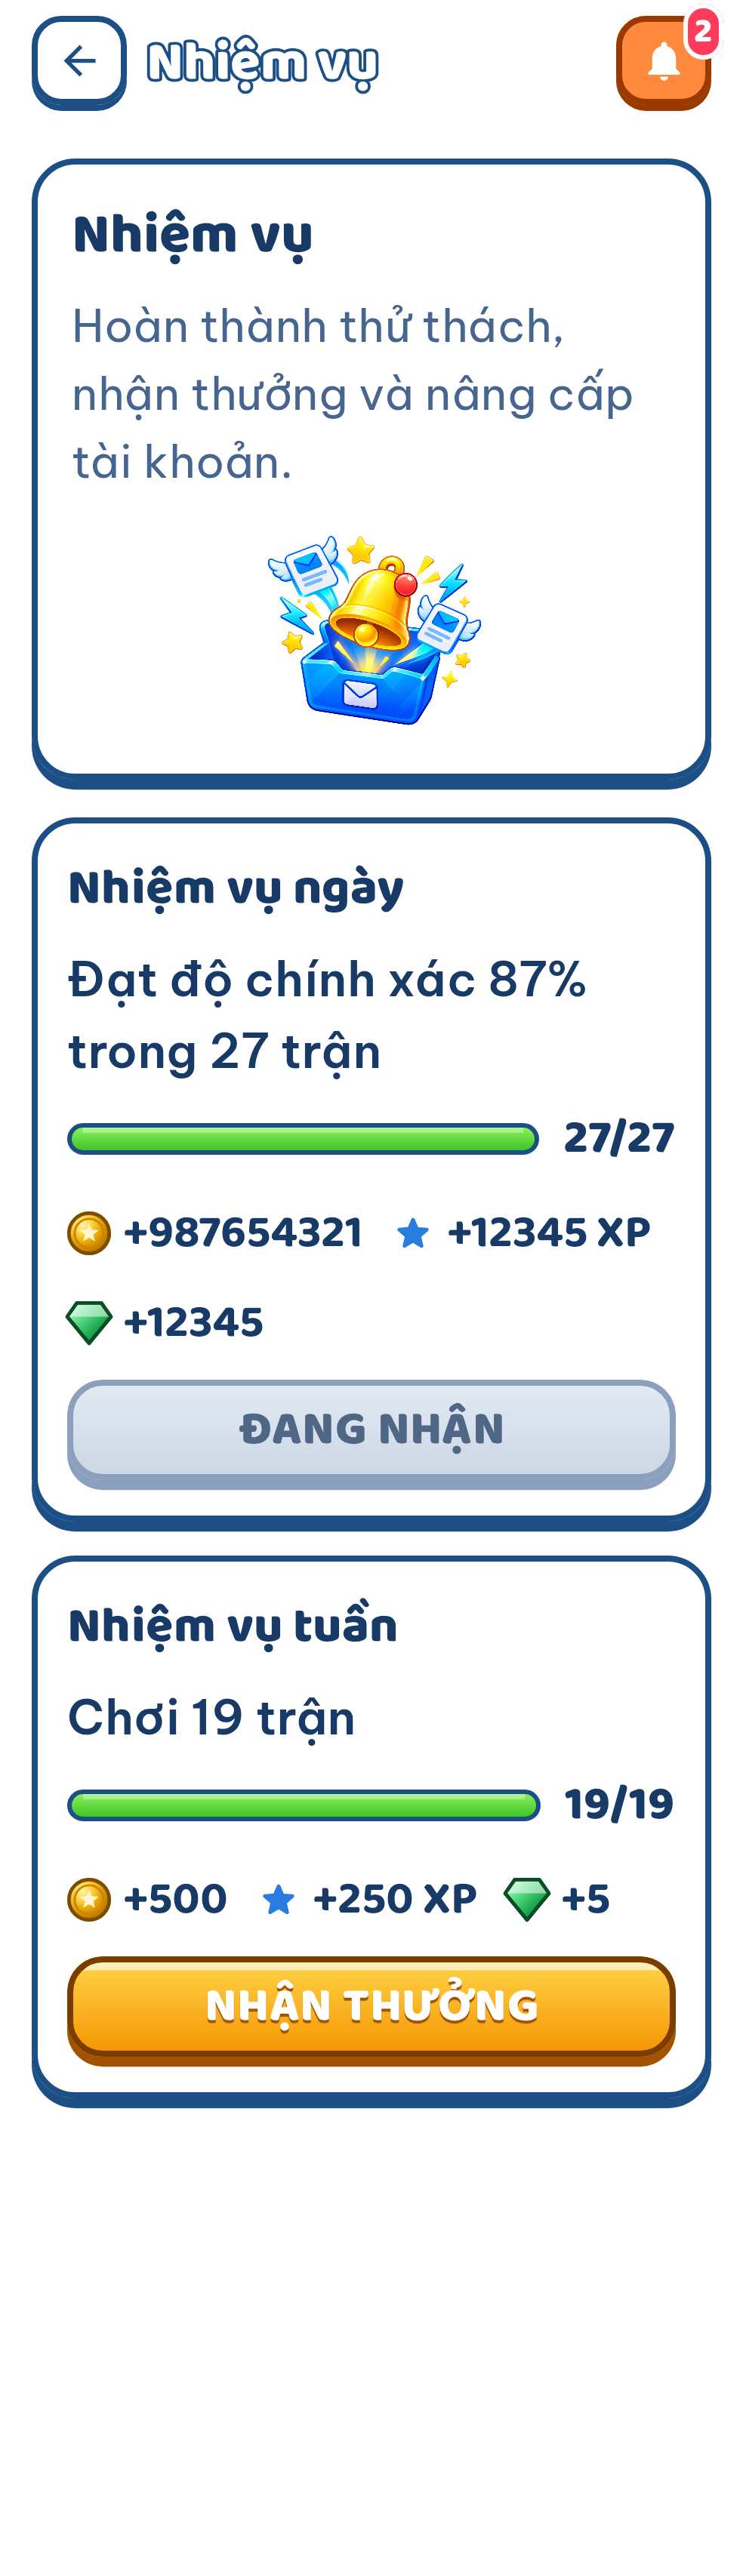 Nhiệm vụ
2
Nhiệm vụ
Hoàn thành thử thách,
nhận thưởng và nâng cấp
tài khoản.
Nhiệm vụ ngày
Đạt độ chính xác 87%
trong 27 trận
27/27
+987654321 +12345 XP
+12345
ĐANG NHẬN
Nhiệm vụ tuần
Chơi 19 trận
19/19
+500 +250 XP +5
NHẬN THƯỞNG